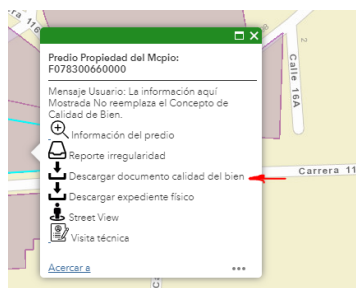 Predio Propiedad del Mcpio:
F078300660000
Mensaje Usuario: La información aquí
Mostrada No reemplaza el Concepto de
Calidad de Bien.
Información del predio
Reporte irregularidad
Descargar documento calidad del bien
Descargar expediente físico
Street View
Visita técnica
Acercar a
Calle 16A
Carrera 11